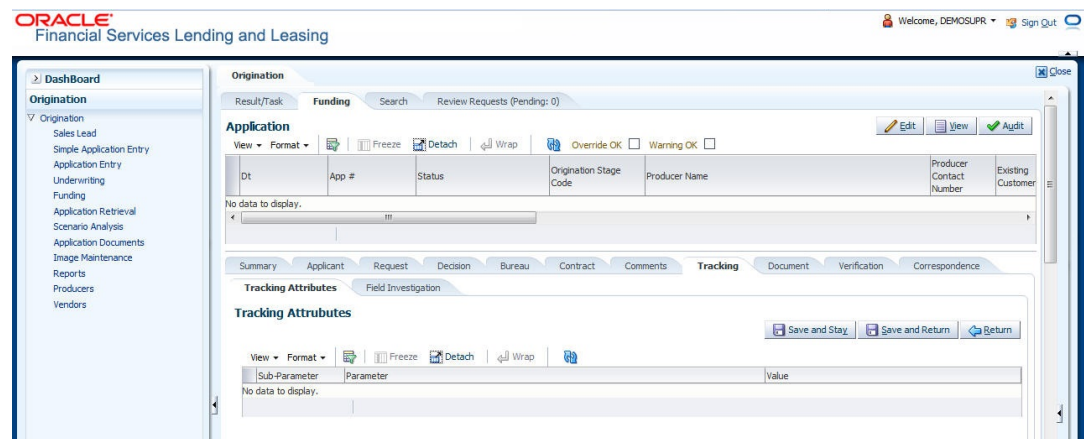 ORACLE
Financial Services Lending and Leasing
Welcome, DEMOSUPR
Sign Out
DashBoard
Origination
Origination
Sales Lead
Simple Application Entry
Application Entry
Underwriting
Funding
Application Retrieval
Scenario Analysis
Application Documents
Image Maintenance
Reports
Producers
Vendors
Origination
Close
Result/Task Funding Search Review Requests (Pending: 0)
Application
Edit View Audit
View Format Freeze Detach Wrap Override OK Warning OK
Dt App # Status Origination Stage Code Producer Name Producer Contact Number Existing Customer
No data to display.
Summary Applicant Request Decision Bureau Contract Comments Tracking Document Verification Correspondence
Tracking Attributes Field Investigation
Tracking Attrubutes
Save and Stay Save and Return Return
View Format Freeze Detach Wrap
Sub-Parameter Parameter Value
No data to display.